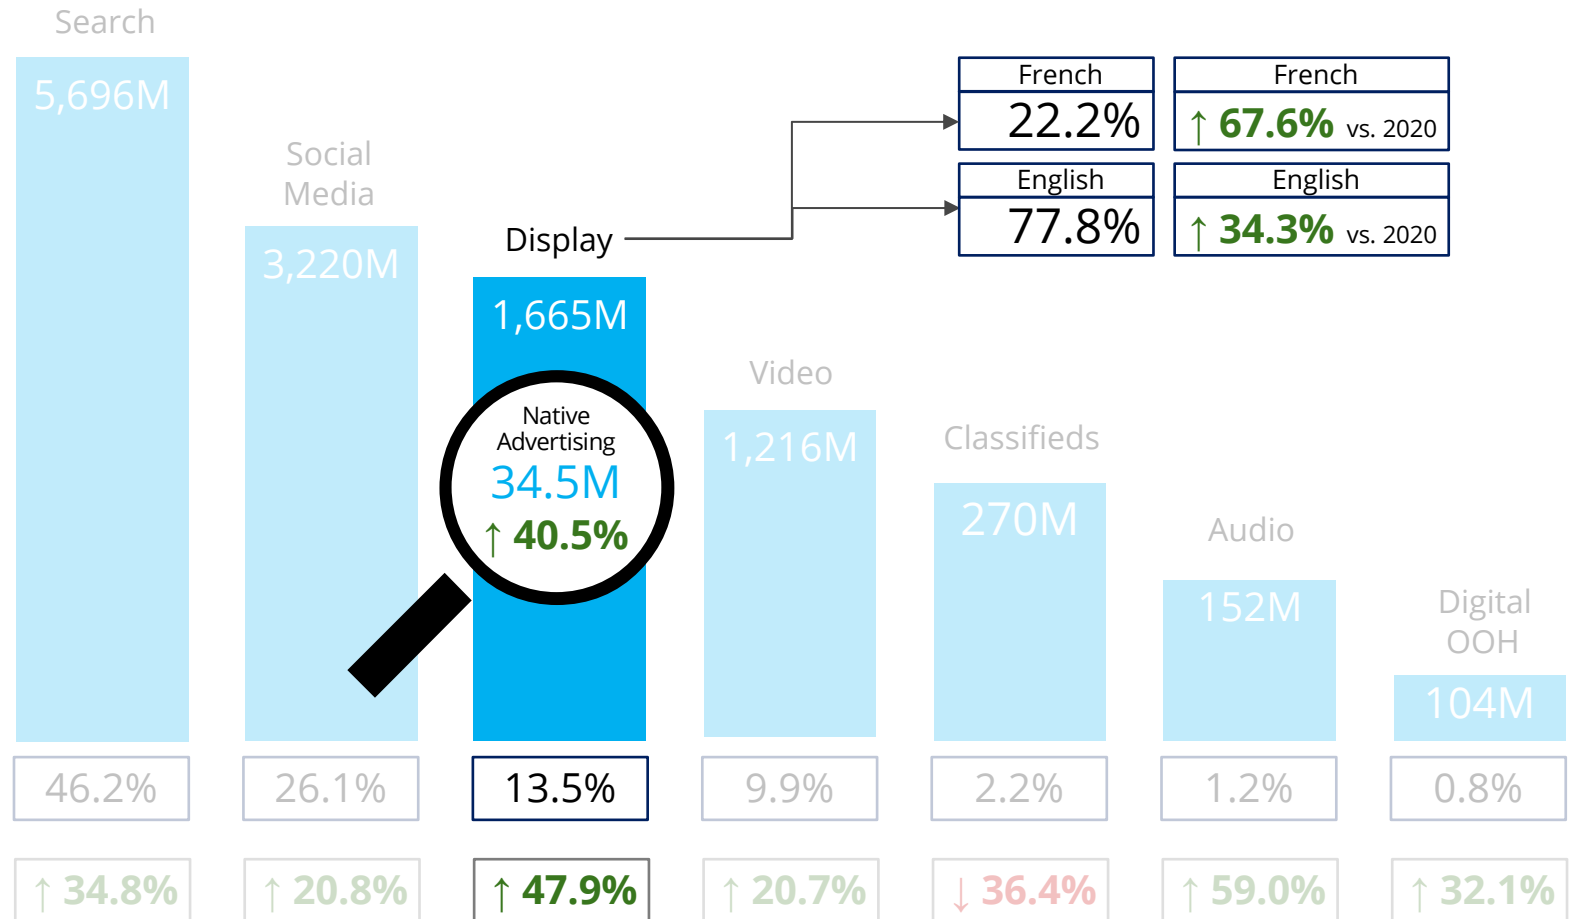 Search
5,696M
Social
Media
3,220M
Display
1,665M
Native
Advertising
34.5M
↑ 40.5%
French
22.2%
French
↑ 67.6% vs. 2020
English
77.8%
English
↑ 34.3% vs. 2020
Video
1,216M
Classifieds
270M
Audio
152M
Digital
OOH
104M
46.2%
26.1%
13.5%
9.9%
2.2%
1.2%
0.8%
↑ 34.8%
↑ 20.8%
↑ 47.9%
↑ 20.7%
↓ 36.4%
↑ 59.0%
↑ 32.1%